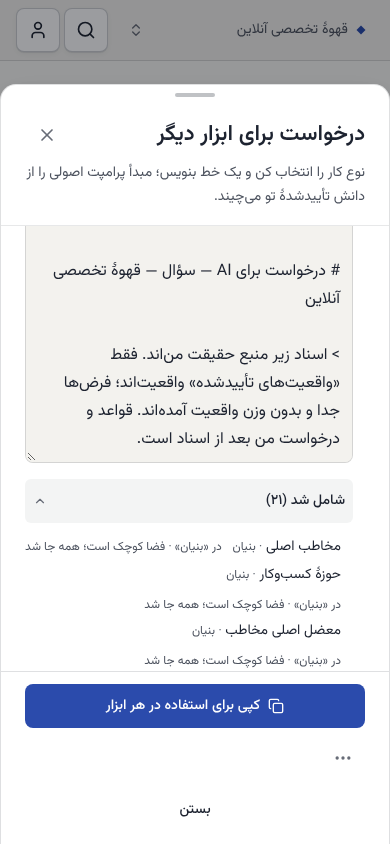 قهوهٔ تخصصی آنلاین
درخواست برای ابزار دیگر
نوع کار را انتخاب کن و یک خط بنویس؛ مبدأ پرامپت اصولی را از
دانش تأییدشدهٔ تو می‌چیند.
# درخواست برای AI — سؤال — قهوهٔ تخصصی
آنلاین
> اسناد زیر منبع حقیقت من‌اند. فقط
«واقعیت‌های تأییدشده» واقعیت‌اند؛ فرض‌ها
جدا و بدون وزن واقعیت آمده‌اند. قواعد و
درخواست من بعد از اسناد است.
شامل شد (۲۱)
مخاطب اصلی · بنیان در «بنیان» · فضا کوچک است؛ همه جا شد
حوزهٔ کسب‌وکار · بنیان
در «بنیان» · فضا کوچک است؛ همه جا شد
معضل اصلی مخاطب · بنیان
در «بنیان» · فضا کوچک است؛ همه جا شد
کپی برای استفاده در هر ابزار
بستن